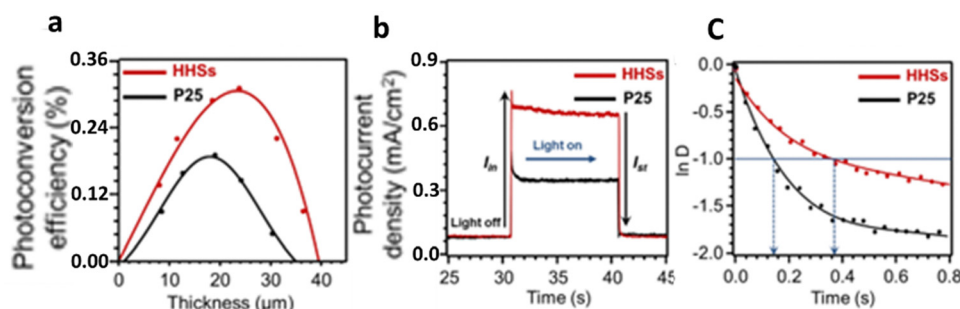 a
Photoconversion
efficiency (%)
0.36
0.24
0.12
0.00
HHSs
P25
0
10
20
30
40
Thickness (um)
b
Photocurrent
density (mA/cm²)
0.9
0.6
0.3
0.0
HHSs
P25
Light on
Iin
Ist
Light off
25
30
35
40
45
Time (s)
C
ln D
0.0
-0.5
-1.0
-1.5
-2.0
HHSs
P25
0.0
0.2
0.4
0.6
0.8
Time (s)